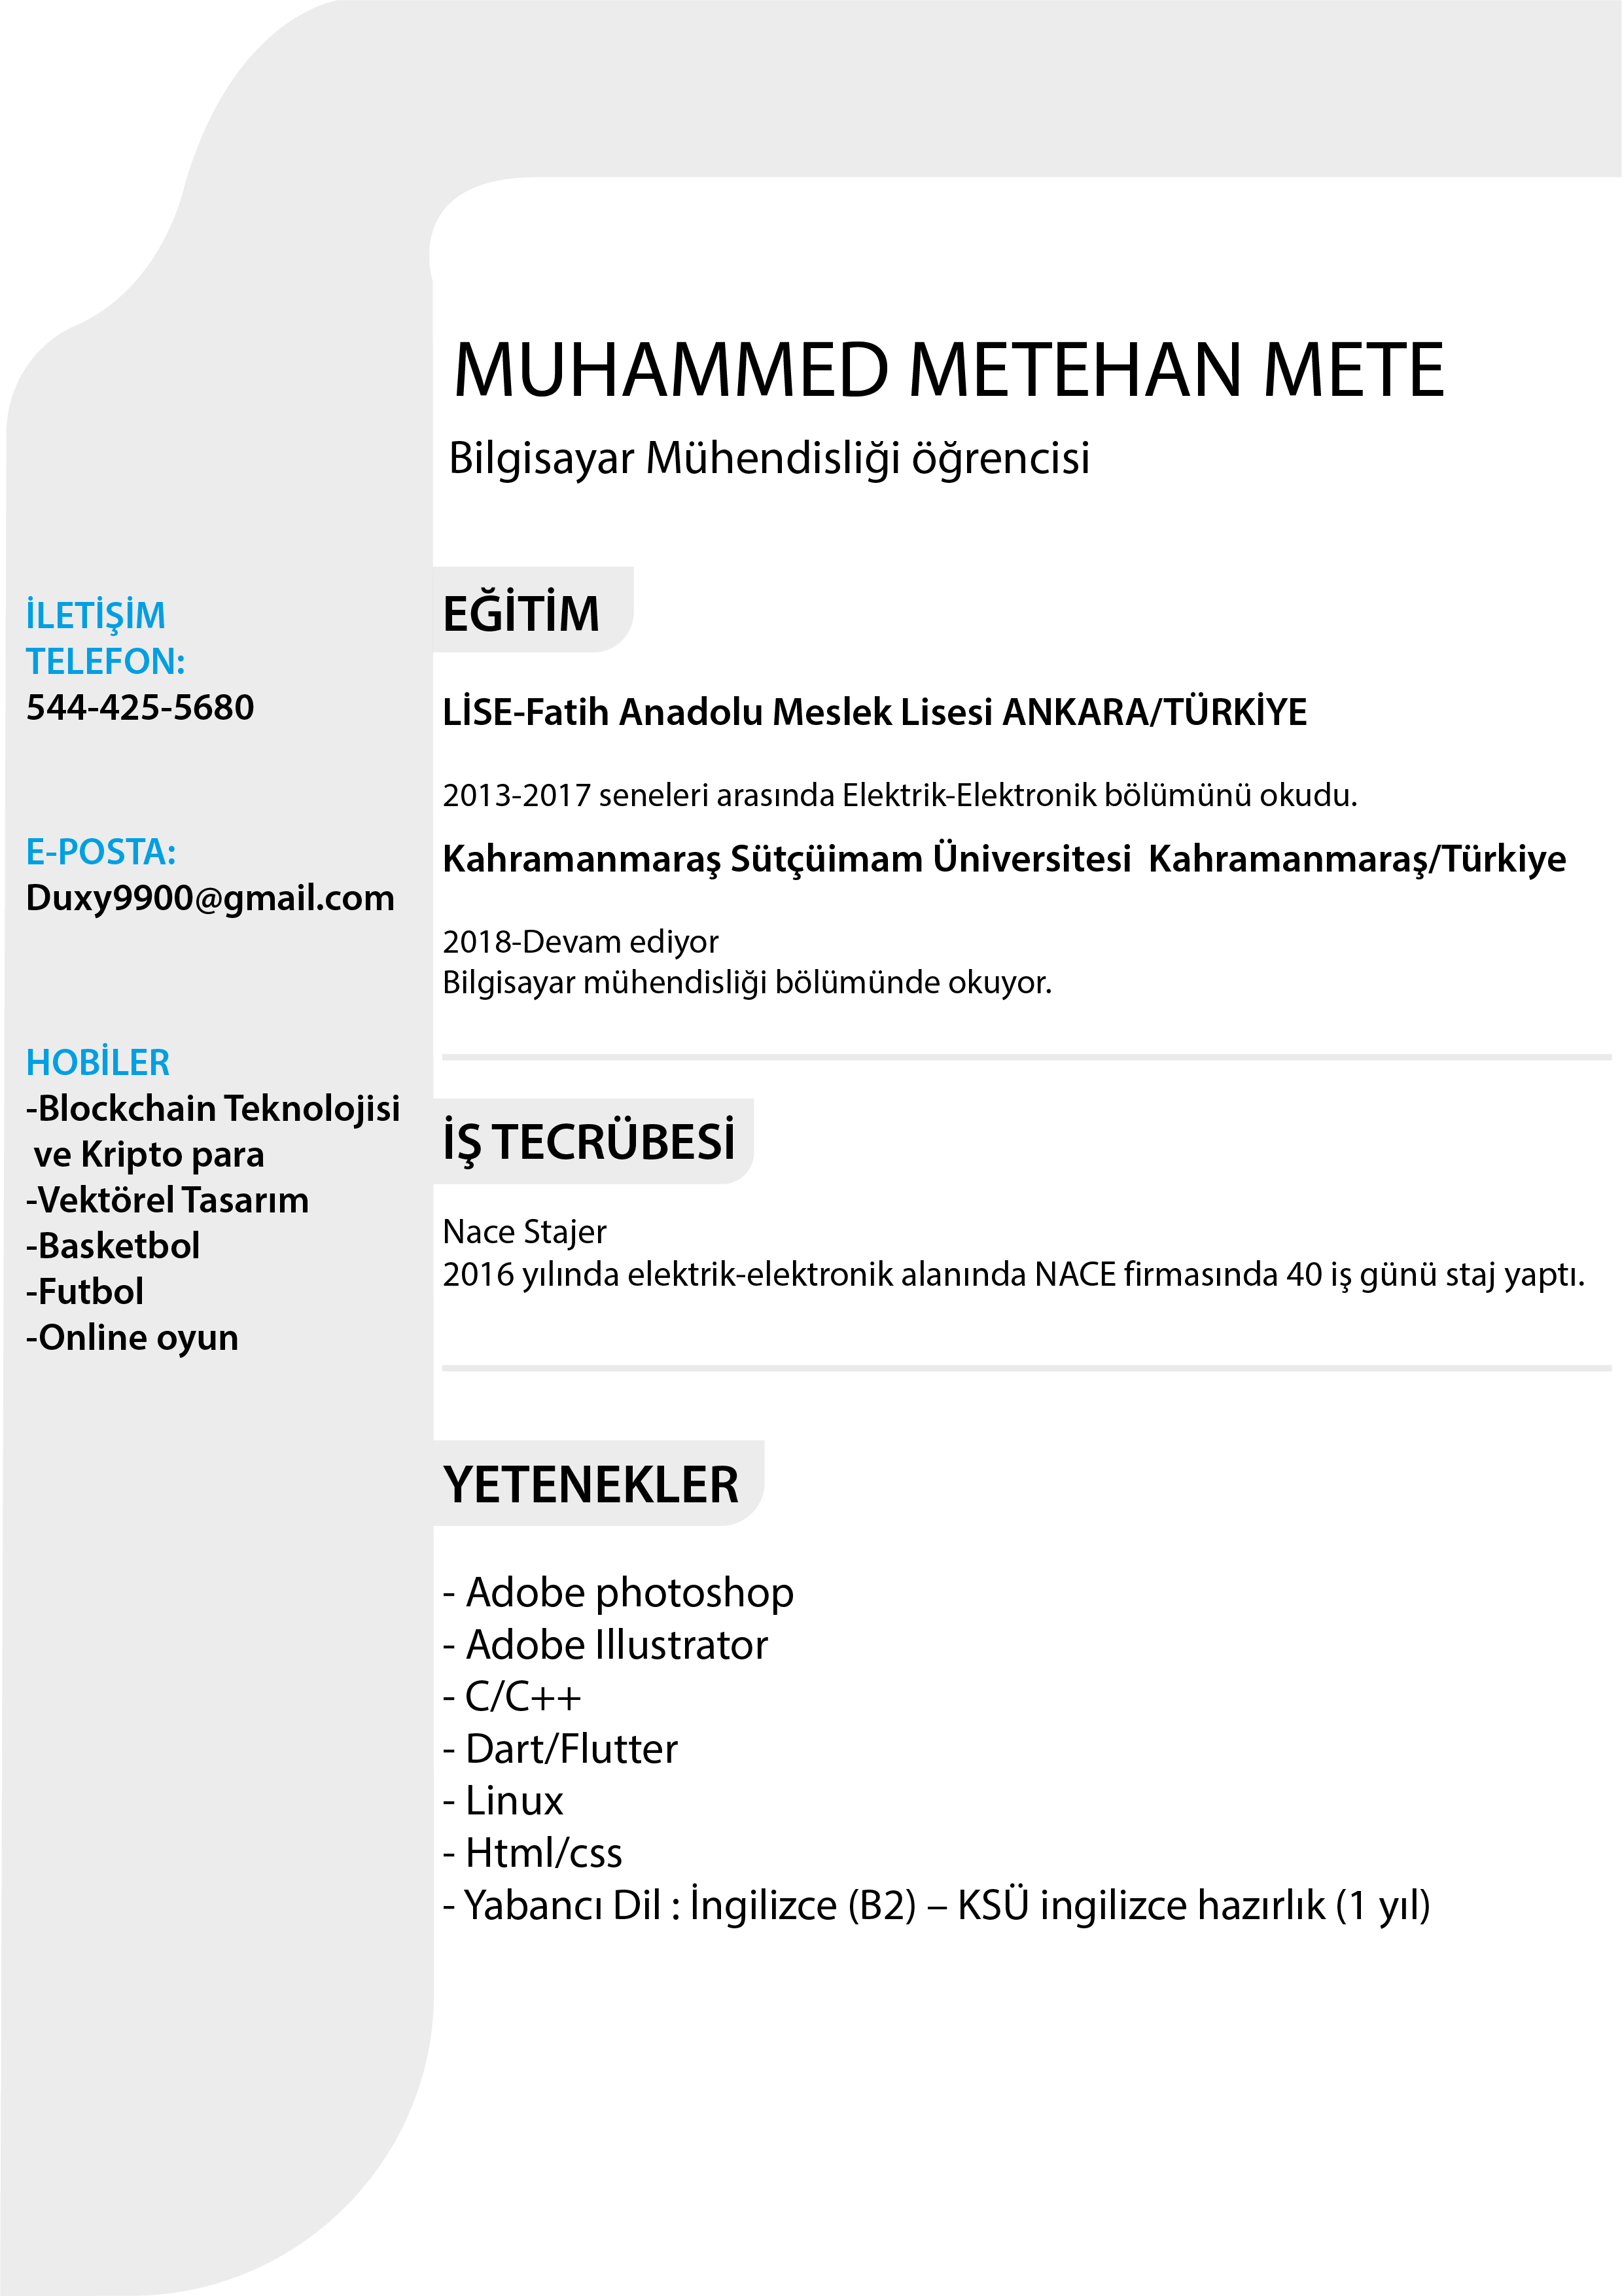 MUHAMMED METEHAN METE
Bilgisayar Mühendisliği öğrencisi
İLETİŞİM
TELEFON:
544-425-5680
E-POSTA:
Duxy9900@gmail.com
HOBİLER
-Blockchain Teknolojisi
ve Kripto para
-Vektörel Tasarım
-Basketbol
-Futbol
-Online oyun
EĞİTİM
LİSE-Fatih Anadolu Meslek Lisesi ANKARA/TÜRKİYE
2013-2017 seneleri arasında Elektrik-Elektronik bölümünü okudu.
Kahramanmaraş Sütçüimam Üniversitesi  Kahramanmaraş/Türkiye
2018-Devam ediyor
Bilgisayar mühendisliği bölümünde okuyor.
İŞ TECRÜBESİ
Nace Stajer
2016 yılında elektrik-elektronik alanında NACE firmasında 40 iş günü staj yaptı.
YETENEKLER
- Adobe photoshop
- Adobe Illustrator
- C/C++
- Dart/Flutter
- Linux
- Html/css
- Yabancı Dil : İngilizce (B2) – KSÜ ingilizce hazırlık (1 yıl)